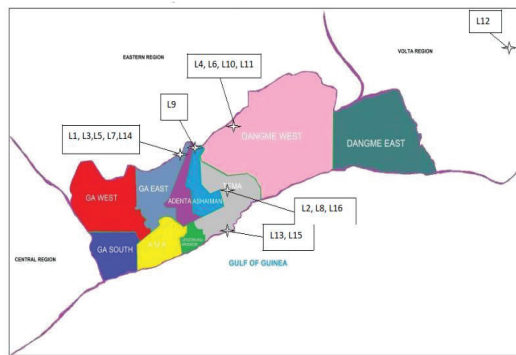 L12
EASTERN REGION
VOLTA REGION
L4, L6, L10, L11
L9
L1, L3,L5, L7,L14
DANGME WEST
DANGME EAST
GA WEST
GA EAST
ADENTA
ASHAIMAN
TEMA
L2, L8, L16
L13, L15
GA SOUTH
CENTRAL REGION
GULF OF GUINEA